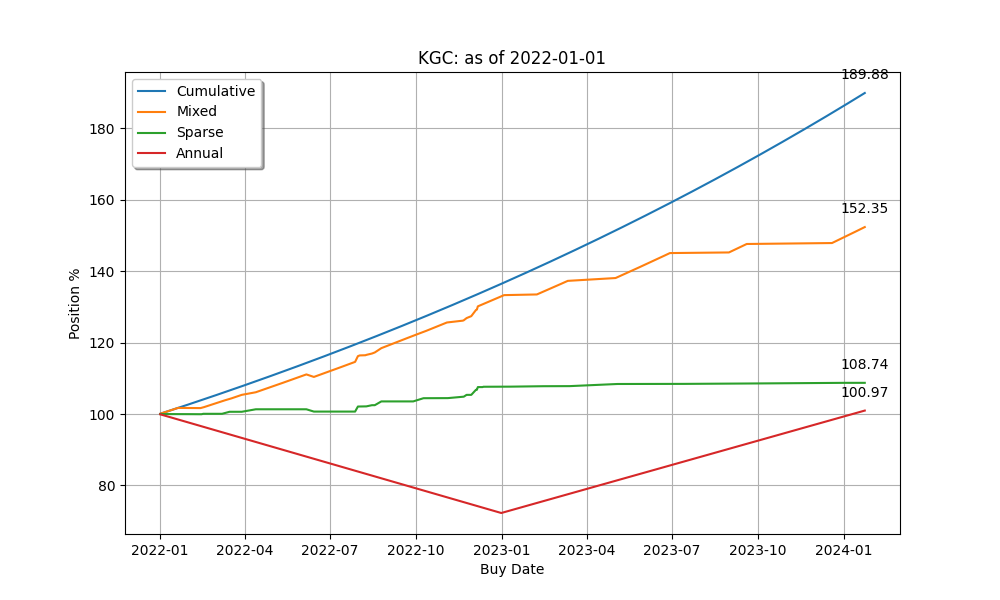 KGC: as of 2022-01-01
Cumulative
Mixed
Sparse
Annual
189.88
152.35
108.74
100.97
180
160
140
120
100
80
Position %
2022-01 2022-04 2022-07 2022-10 2023-01 2023-04 2023-07 2023-10 2024-01
Buy Date